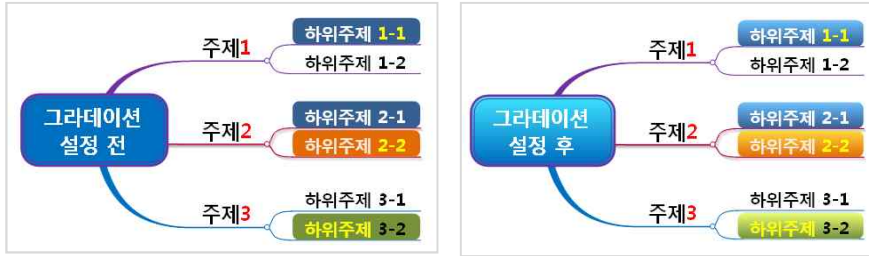 그라데이션
설정 전
주제1
하위주제 1-1
하위주제 1-2
주제2
하위주제 2-1
하위주제 2-2
주제3
하위주제 3-1
하위주제 3-2
그라데이션
설정 후
주제1
하위주제 1-1
하위주제 1-2
주제2
하위주제 2-1
하위주제 2-2
주제3
하위주제 3-1
하위주제 3-2